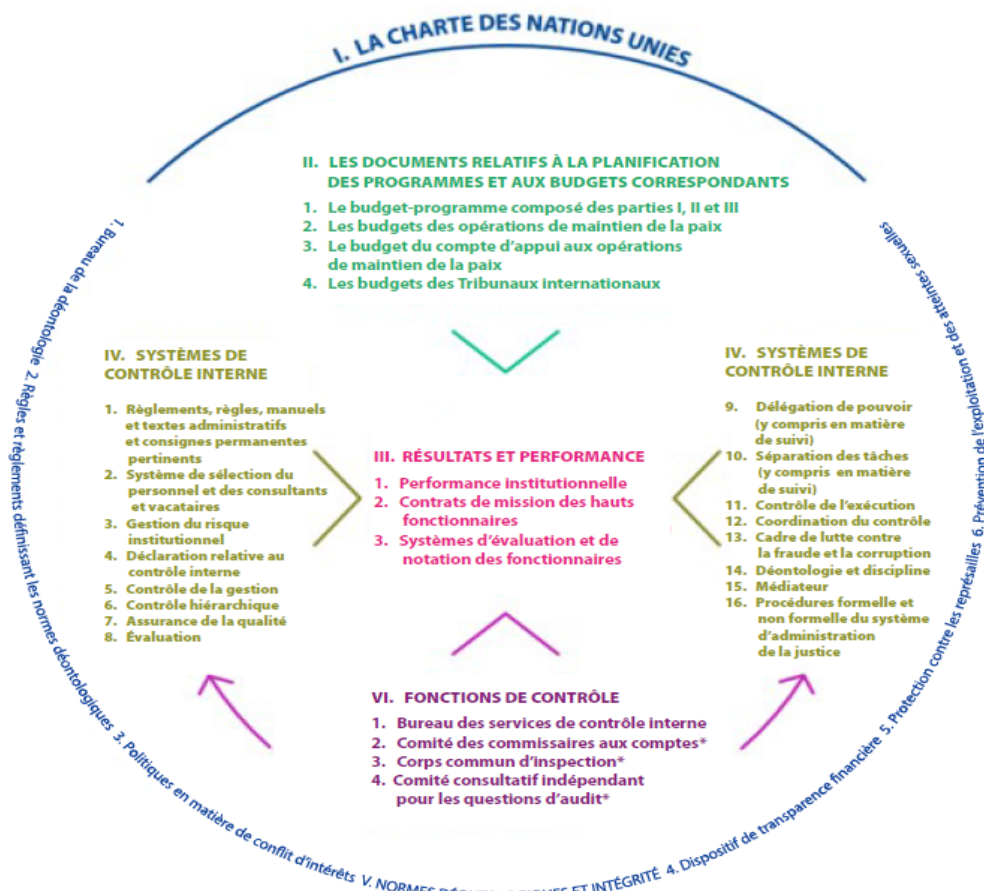 I. LA CHARTE DES NATIONS UNIES
II. LES DOCUMENTS RELATIFS À LA PLANIFICATION
DES PROGRAMMES ET AUX BUDGETS CORRESPONDANTS
1. Le budget-programme composé des parties I, II et III
2. Les budgets des opérations de maintien de la paix
3. Le budget du compte d'appui aux opérations
de maintien de la paix
4. Les budgets des Tribunaux internationaux
IV. SYSTÈMES DE
CONTRÔLE INTERNE
1. Règlements, règles, manuels
et textes administratifs
et consignes permanentes
pertinents
2. Système de sélection du
personnel et des consultants
et vacataires
3. Gestion du risque
institutionnel
4. Déclaration relative au
contrôle interne
5. Contrôle de la gestion
6. Contrôle hiérarchique
7. Assurance de la qualité
8. Évaluation
III. RÉSULTATS ET PERFORMANCE
1. Performance institutionnelle
2. Contrats de mission des hauts
fonctionnaires
3. Systèmes d'évaluation et de
notation des fonctionnaires
IV. SYSTÈMES DE
CONTRÔLE INTERNE
9. Délégation de pouvoir
(y compris en matière
de suivi)
10. Séparation des tâches
(y compris en matière
de suivi)
11. Contrôle de l'exécution
12. Coordination du contrôle
13. Cadre de lutte contre
la fraude et la corruption
14. Déontologie et discipline
15. Médiateur
16. Procédures formelle et
non formelle du système
d'administration
de la justice
VI. FONCTIONS DE CONTRÔLE
1. Bureau des services de contrôle interne
2. Comité des commissaires aux comptes*
3. Corps commun d'inspection*
4. Comité consultatif indépendant
pour les questions d'audit*
1. Bureau de la déontologie 2. Règles et règlements définissant les normes déontologiques 3. Politiques en matière de conflit d'intérêts V. NORMES ET INTÉGRITÉ 4. Dispositif de transparence financière 5. Protection contre les représailles 6. Prévention de l'exploitation et des atteintes sexuelles